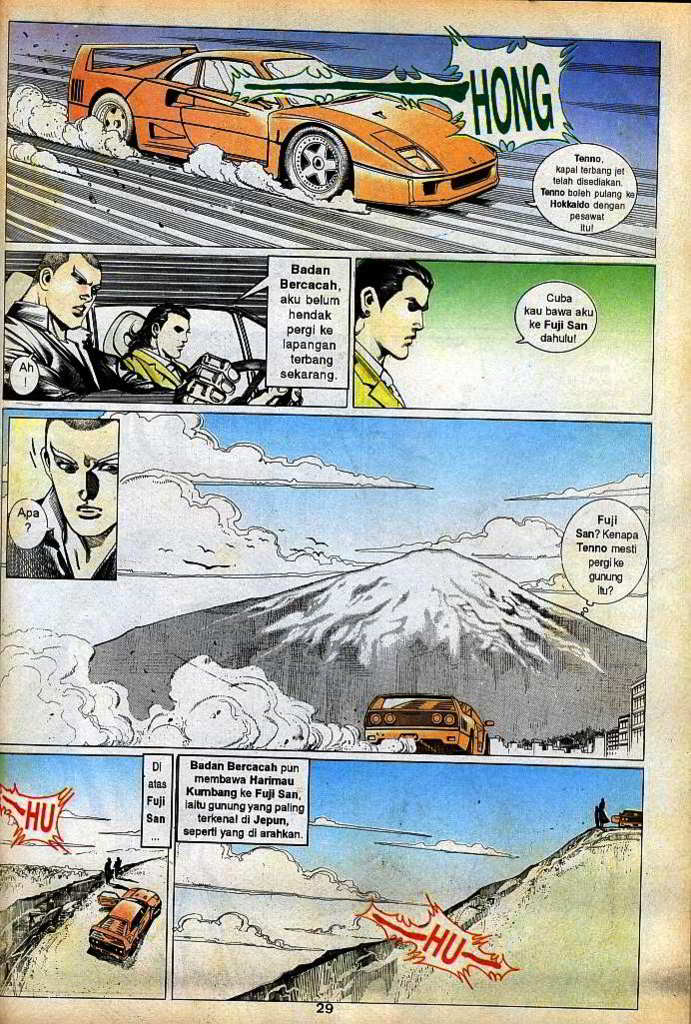 HONG
Tenno,
kapal terbang jet
telah disediakan.
Tenno boleh pulang ke
Hokkaido dengan
pesawat
itu!
Ah
!
Badan
Bercacah,
aku belum
hendak
pergi ke
lapangan
terbang
sekarang.
Cuba
kau bawa aku
ke Fuji San
dahulu!
Apa
?
Fuji
San? Kenapa
Tenno mesti
pergi ke
gunung
itu?
HU
Di
atas
Fuji
San
...
Badan Bercacah pun
membawa Harimau
Kumbang ke Fuji San,
iaitu gunung yang paling
terkenal di Jepun,
seperti yang di arahkan.
HU
29